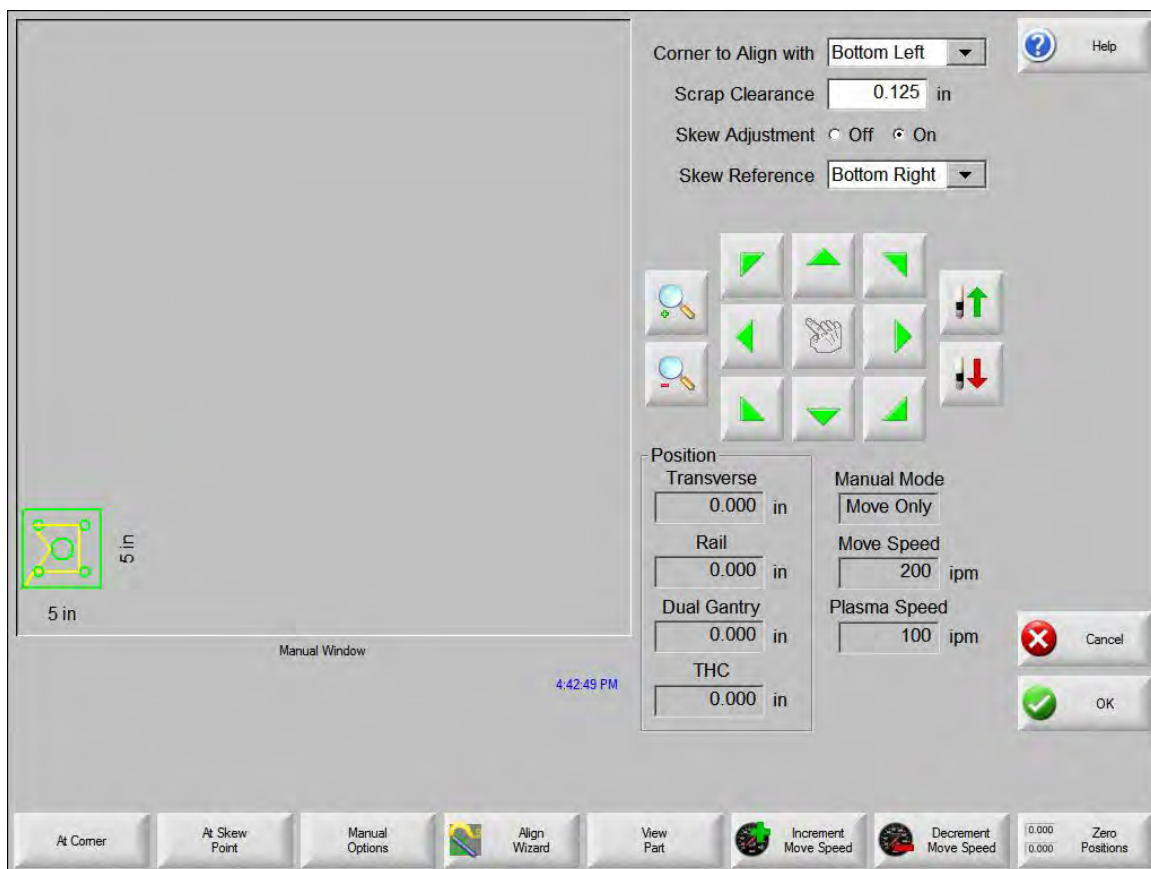 Corner to Align with Bottom Left
Help
Scrap Clearance 0.125 in
Skew Adjustment Off On
Skew Reference Bottom Right
5 in
5 in
Manual Window
4:42:49 PM
Position
Transverse
0.000 in
Rail
0.000 in
Dual Gantry
0.000 in
THC
0.000 in
Manual Mode
Move Only
Move Speed
200 ipm
Plasma Speed
100 ipm
Cancel
OK
At Corner
At Skew
Point
Manual
Options
Align
Wizard
View
Part
Increment
Move Speed
Decrement
Move Speed
0.000
0.000
Zero
Positions